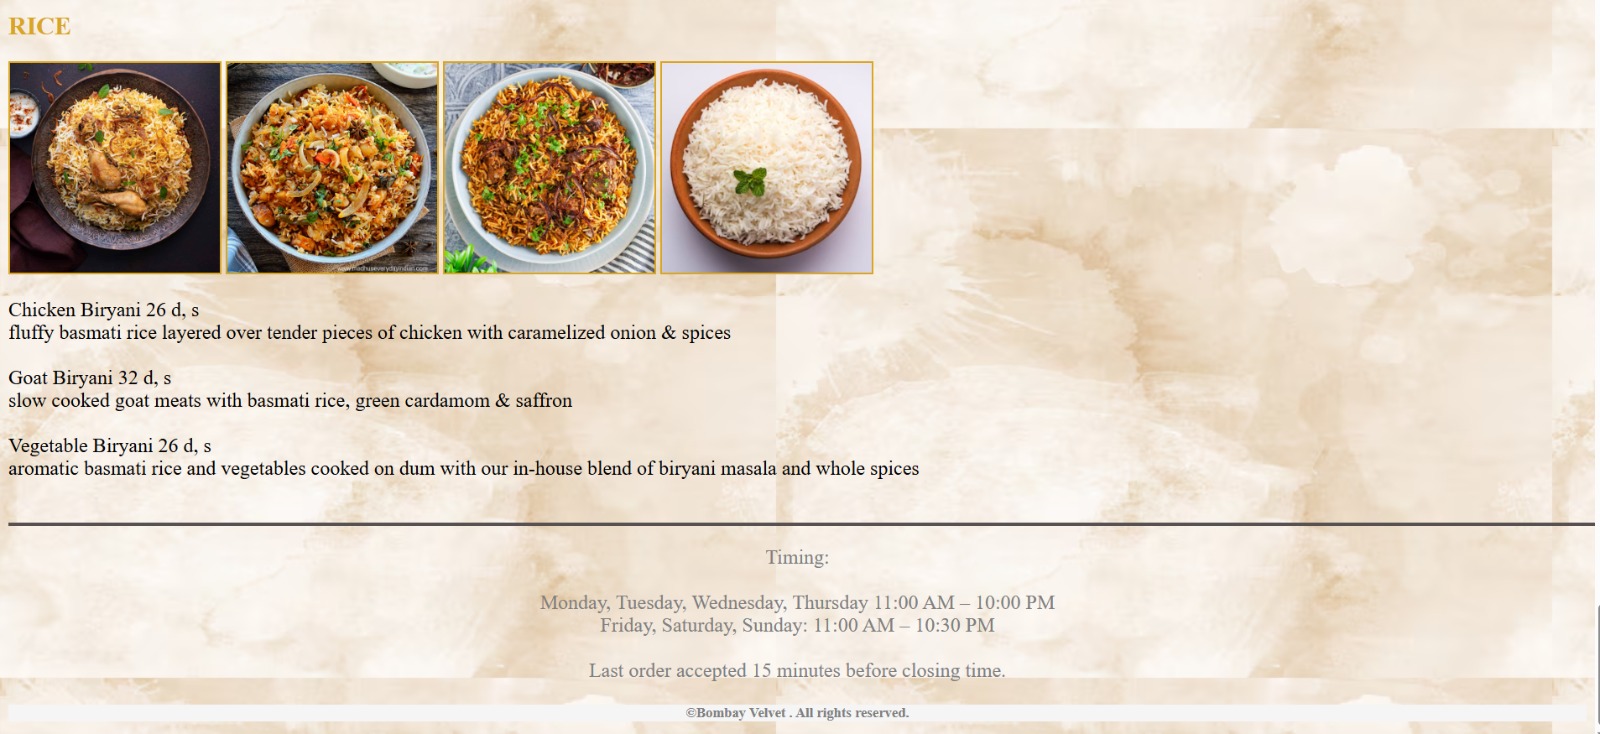 RICE
www.madhuseverydayindian.com
Chicken Biryani 26 d, s
fluffy basmati rice layered over tender pieces of chicken with caramelized onion & spices
Goat Biryani 32 d, s
slow cooked goat meats with basmati rice, green cardamom & saffron
Vegetable Biryani 26 d, s
aromatic basmati rice and vegetables cooked on dum with our in-house blend of biryani masala and whole spices
Timing:
Monday, Tuesday, Wednesday, Thursday 11:00 AM – 10:00 PM
Friday, Saturday, Sunday: 11:00 AM – 10:30 PM
Last order accepted 15 minutes before closing time.
©Bombay Velvet . All rights reserved.